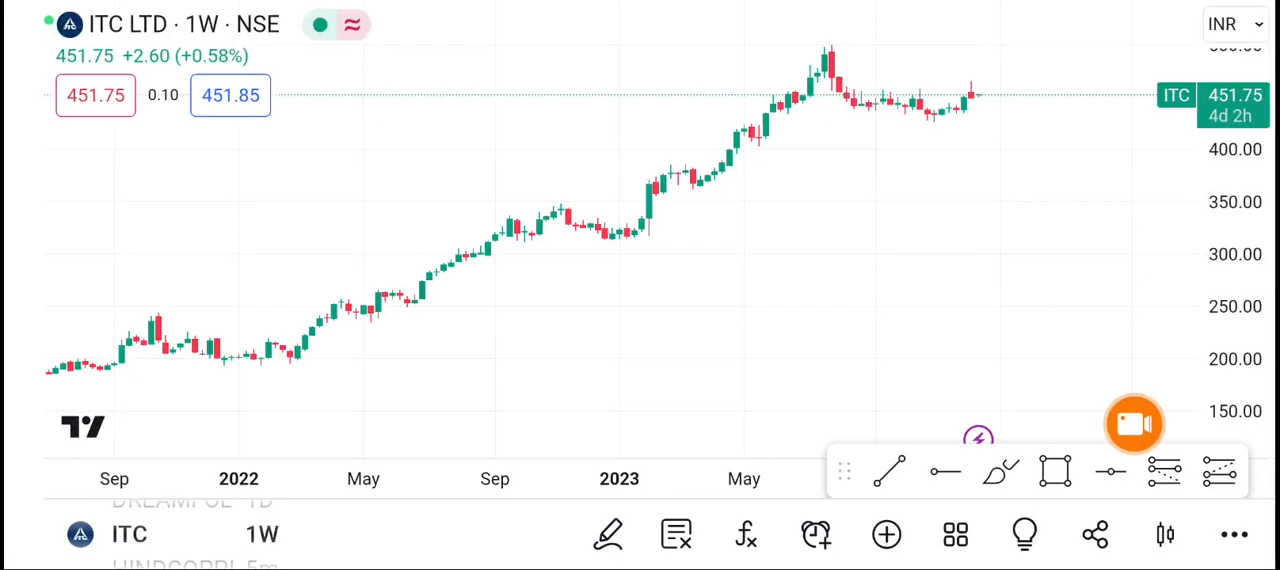 ITC LTD · 1W · NSE
INR
451.75 +2.60 (+0.58%)
451.75 0.10 451.85
ITC 451.75
4d 2h
400.00
350.00
300.00
250.00
200.00
150.00
Sep 2022 May Sep 2023 May
ITC 1W